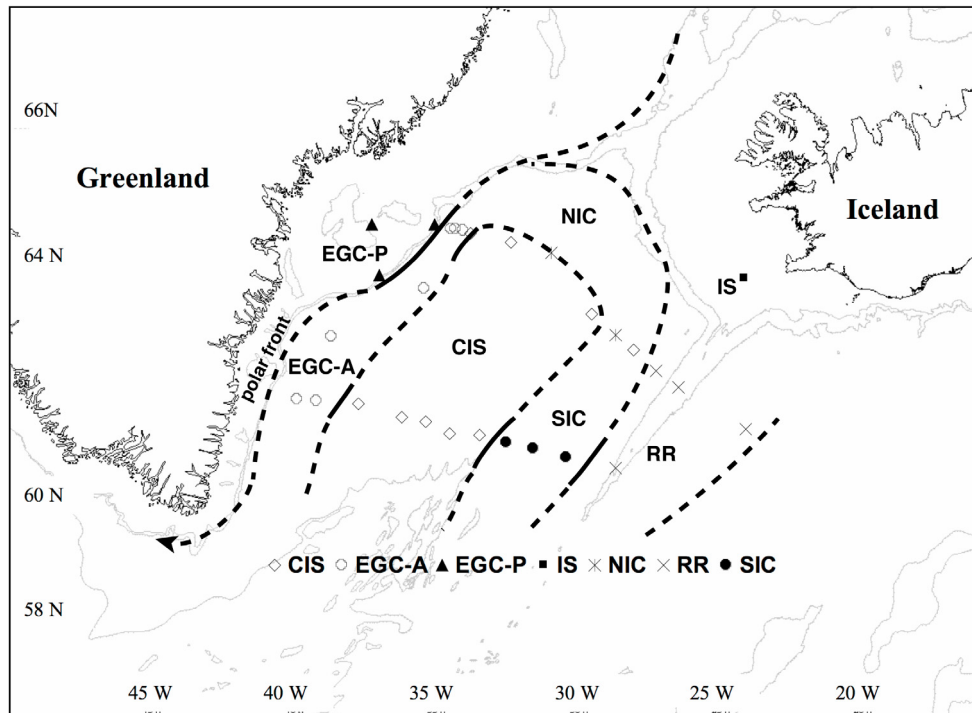 66N
Greenland
NIC
Iceland
EGC-P
64 N
IS
polar front
EGC-A
CIS
SIC
RR
60 N
CIS EGC-A EGC-P IS NIC RR SIC
58 N
45 W 40 W 35 W 30 W 25 W 20 W